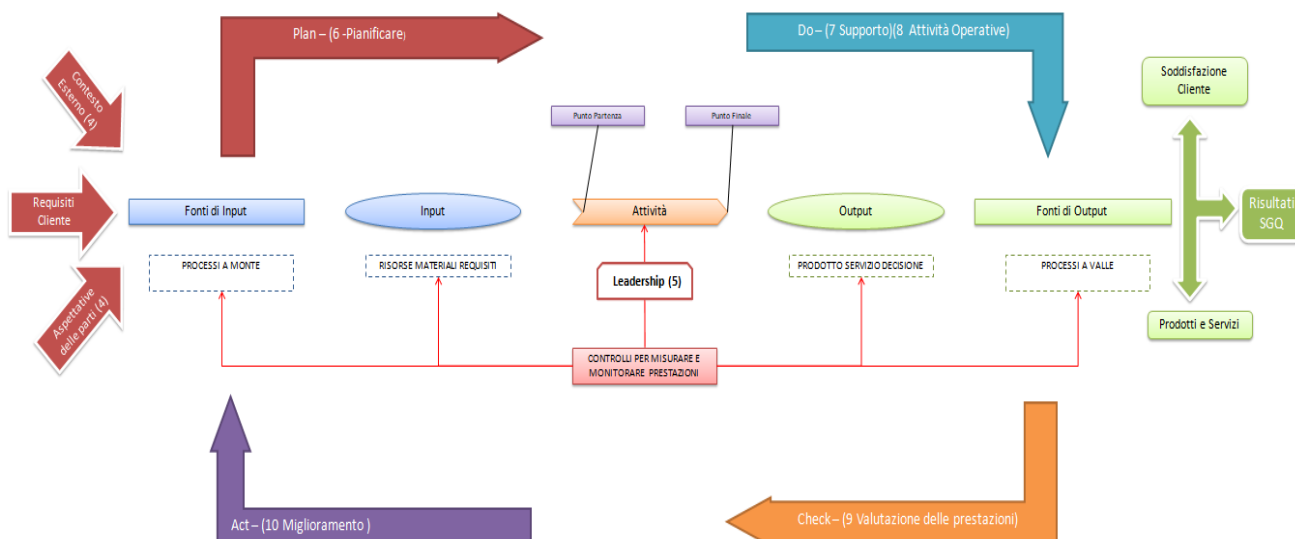 Plan – (6 -Pianificare)
Do – (7 Supporto)(8 Attività Operative)
Contesto
Esterno (4)
Soddisfazione
Cliente
Punto Partenza
Punto Finale
Requisiti
Cliente
Fonti di Input
Input
Attività
Output
Fonti di Output
Risultati
SGQ
PROCESSI A MONTE
RISORSE MATERIALI REQUISITI
Leadership (5)
PRODOTTO SERVIZIO DECISIONE
PROCESSI A VALLE
Aspettative
delle parti (4)
Prodotti e Servizi
CONTROLLI PER MISURARE E
MONITORARE PRESTAZIONI
Act – (10 Miglioramento )
Check – (9 Valutazione delle prestazioni)